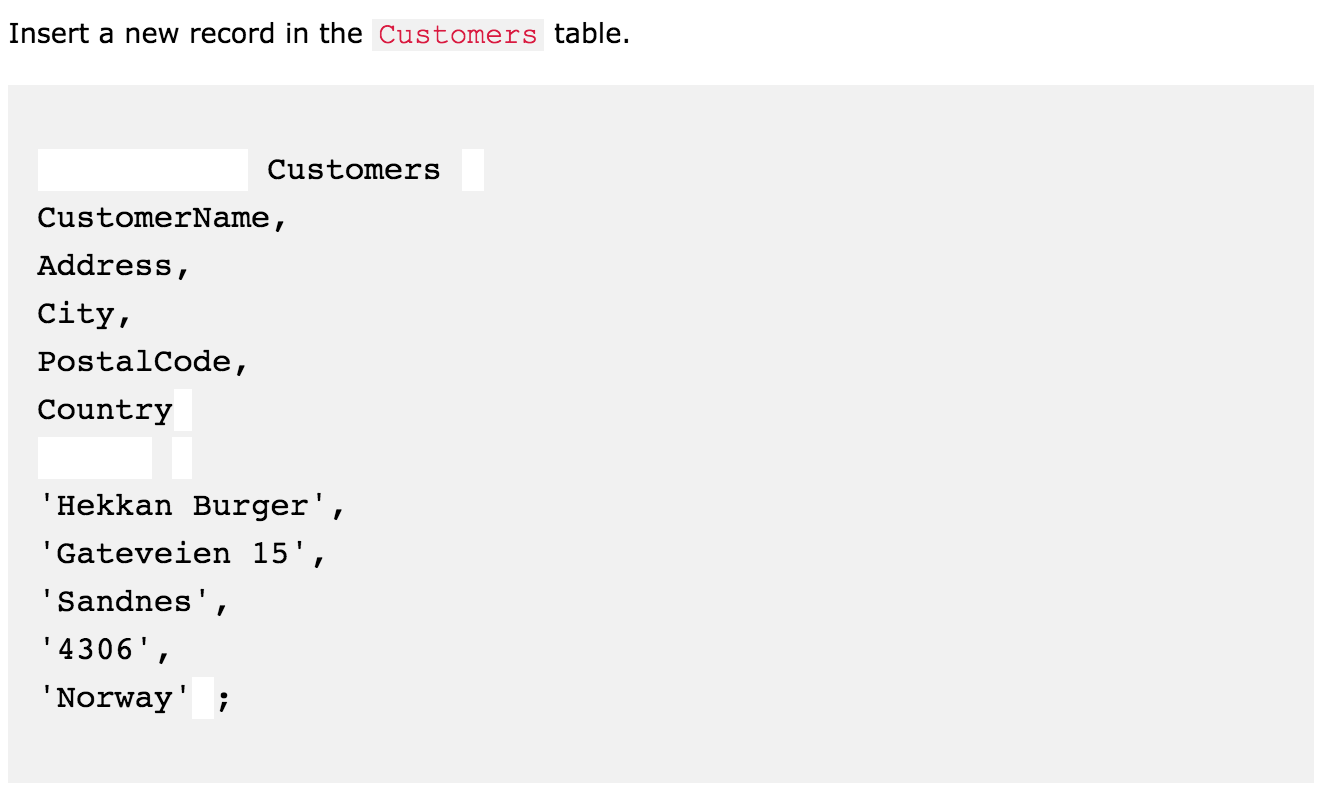 Insert a new record in the Customers table.
Customers
CustomerName,
Address,
City,
PostalCode,
Country
'Hekkan Burger',
'Gateveien 15',
'Sandnes',
'4306',
'Norway' ;